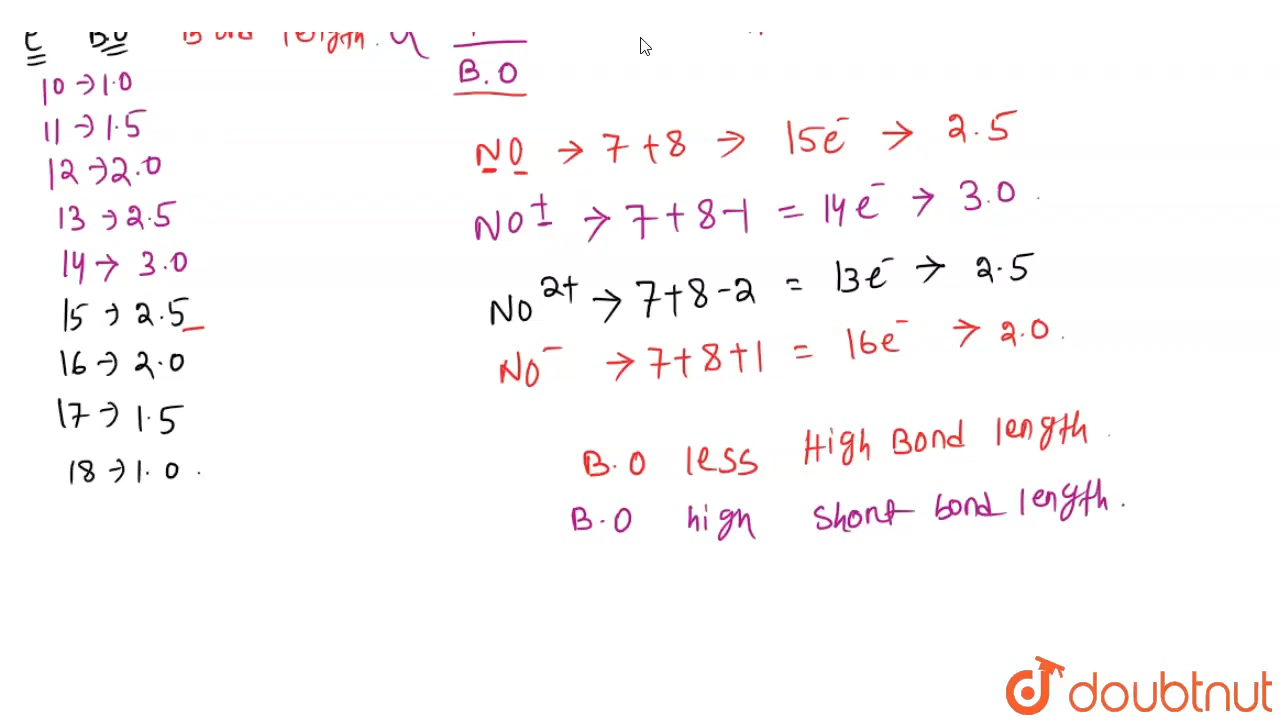 e B.O Bond length α 1
10 → 1.0
11 → 1.5
12 → 2.0
13 → 2.5
14 → 3.0
15 → 2.5
16 → 2.0
17 → 1.5
18 → 1.0
B.O
NO → 7+8 → 15e⁻ → 2.5
NO⁺ → 7+8-1 = 14e⁻ → 3.0
NO²⁺ → 7+8-2 = 13e⁻ → 2.5
NO⁻ → 7+8+1 = 16e⁻ → 2.0
B.O less High Bond length
B.O high Short bond length.
doubtnut